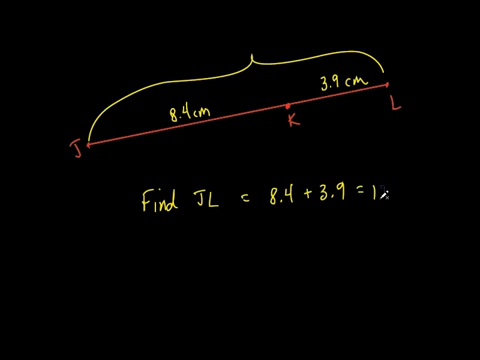 3.9 cm
8.4 cm
J
K
L
Find JL = 8.4 + 3.9 = 1